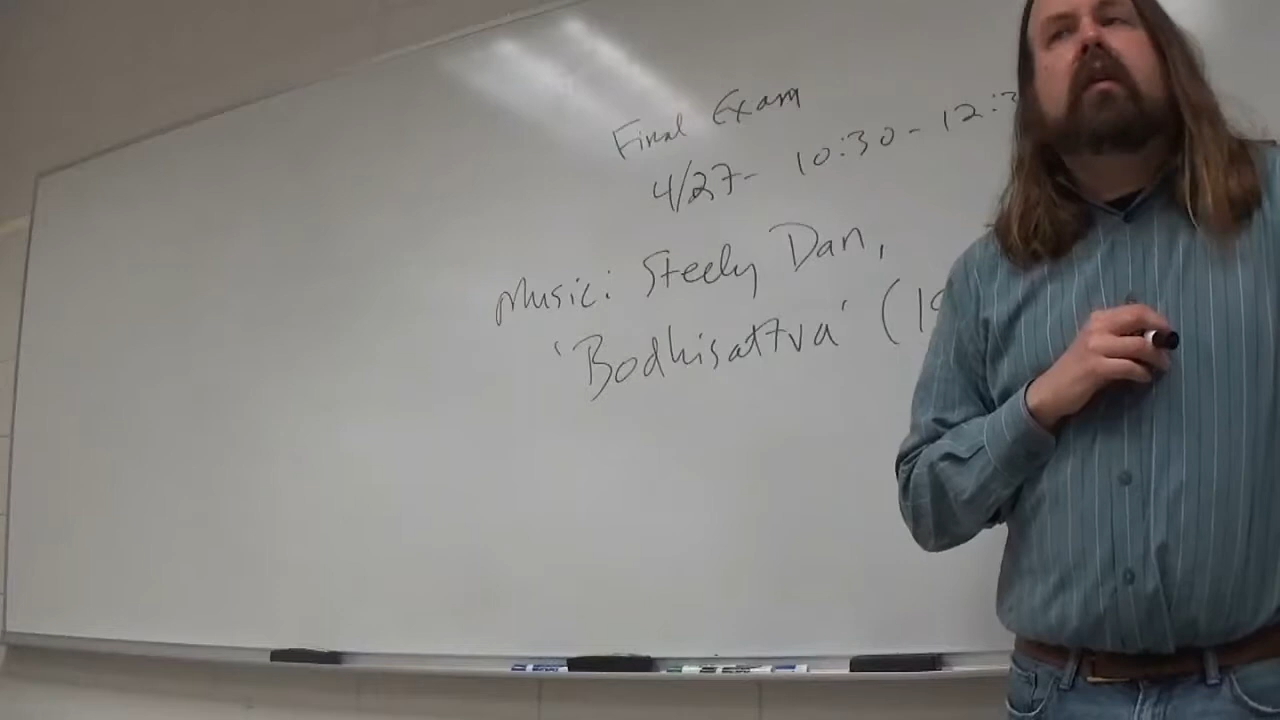 Final Exam
4/27- 10:30 - 12:3
Music: Steely Dan,
'Bodhisattva' (19